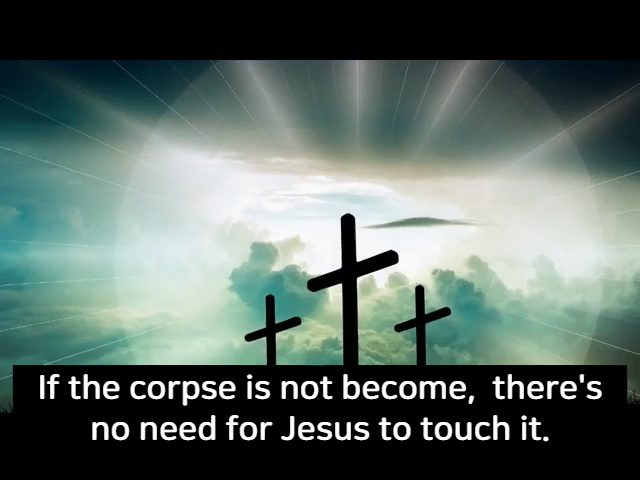 If the corpse is not become,  there's
no need for Jesus to touch it.